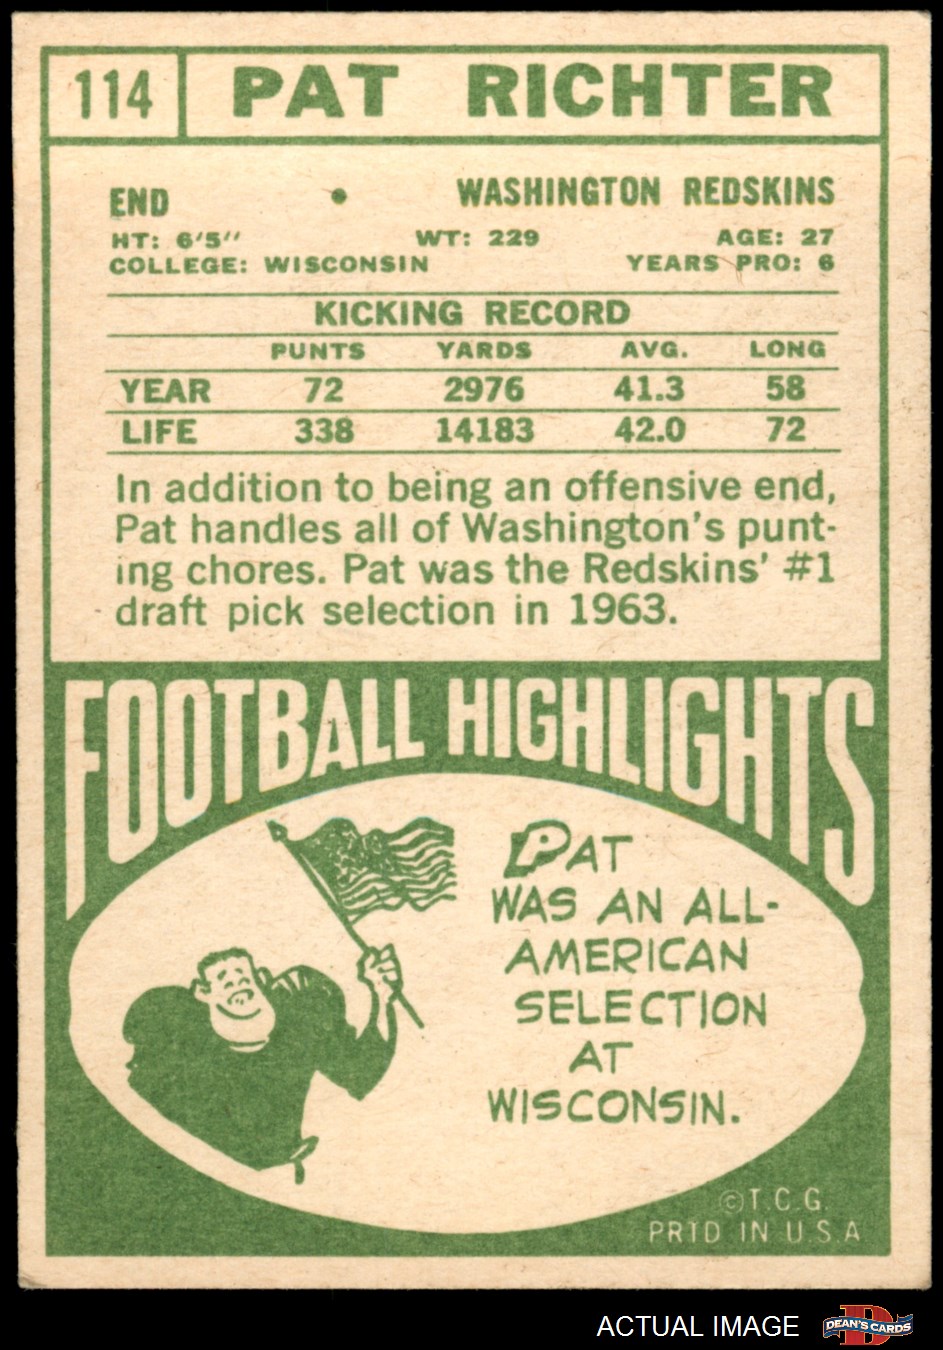 114 PAT RICHTER
END • WASHINGTON REDSKINS
HT: 6'5" WT: 229 AGE: 27
COLLEGE: WISCONSIN YEARS PRO: 6
KICKING RECORD
PUNTS YARDS AVG. LONG
YEAR 72 2976 41.3 58
LIFE 338 14183 42.0 72
In addition to being an offensive end,
Pat handles all of Washington's punt-
ing chores. Pat was the Redskins' #1
draft pick selection in 1963.
FOOTBALL HIGHLIGHTS
PAT
WAS AN ALL-
AMERICAN
SELECTION
AT
WISCONSIN.
©T.C.G.
PRTD IN U.S.A
ACTUAL IMAGE DEAN'S CARDS